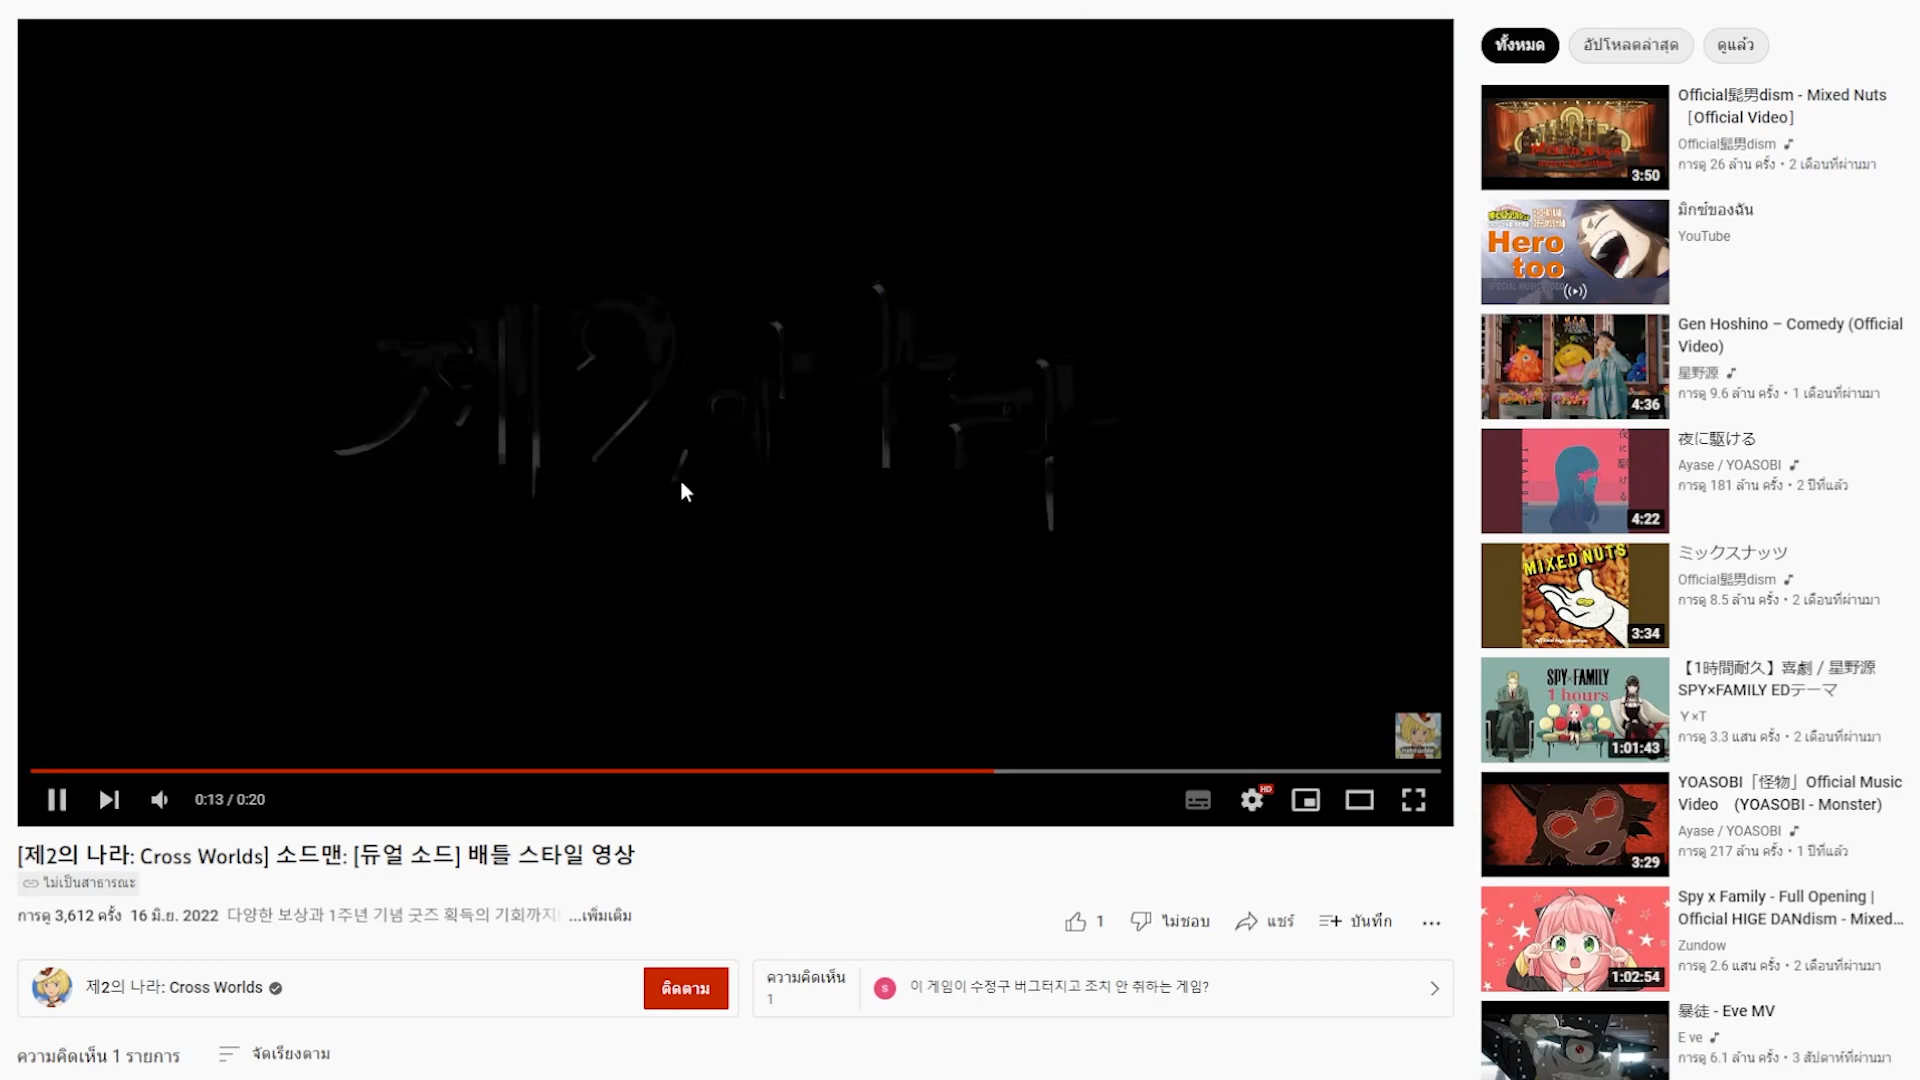 제2의 나라
0:13 / 0:20
HD
[제2의 나라: Cross Worlds] 소드맨: [듀얼 소드] 배틀 스타일 영상
ไม่เป็นสาธารณะ
การดู 3,612 ครั้ง 16 มิ.ย. 2022 다양한 보상과 1주년 기념 굿즈 획득의 기회까지! ...เพิ่มเติม
1 ไม่ชอบ แชร์ บันทึก
제2의 나라: Cross Worlds
ติดตาม
ความคิดเห็น
1
S
이 게임이 수정구 버그터지고 조치 안 취하는 게임?
ความคิดเห็น 1 รายการ จัดเรียงตาม
ทั้งหมด อัปโหลดล่าสุด ดูแล้ว
3:50
Official髭男dism - Mixed Nuts
［Official Video］
Official髭男dism
การดู 26 ล้าน ครั้ง • 2 เดือนที่ผ่านมา
Hero
too
SPECIAL MUSIC VIDEO
มิกซ์ของฉัน
YouTube
4:36
Gen Hoshino – Comedy (Official
Video)
星野源
การดู 9.6 ล้าน ครั้ง • 1 เดือนที่ผ่านมา
4:22
夜に駆ける
Ayase / YOASOBI
การดู 181 ล้าน ครั้ง • 2 ปีที่แล้ว
MIXED NUTS
3:34
ミックスナッツ
Official髭男dism
การดู 8.5 ล้าน ครั้ง • 2 เดือนที่ผ่านมา
SPY×FAMILY
1 hours
1:01:43
【1時間耐久】喜劇 / 星野源
SPY×FAMILY EDテーマ
Y×T
การดู 3.3 แสน ครั้ง • 2 เดือนที่ผ่านมา
3:29
YOASOBI「怪物」Official Music
Video　(YOASOBI - Monster)
Ayase / YOASOBI
การดู 217 ล้าน ครั้ง • 1 ปีที่แล้ว
1:02:54
Spy x Family - Full Opening |
Official HIGE DANdism - Mixed...
Zundow
การดู 2.6 แสน ครั้ง • 2 เดือนที่ผ่านมา
暴徒 - Eve MV
E ve
การดู 6.1 ล้าน ครั้ง • 3 สัปดาห์ที่ผ่านมา